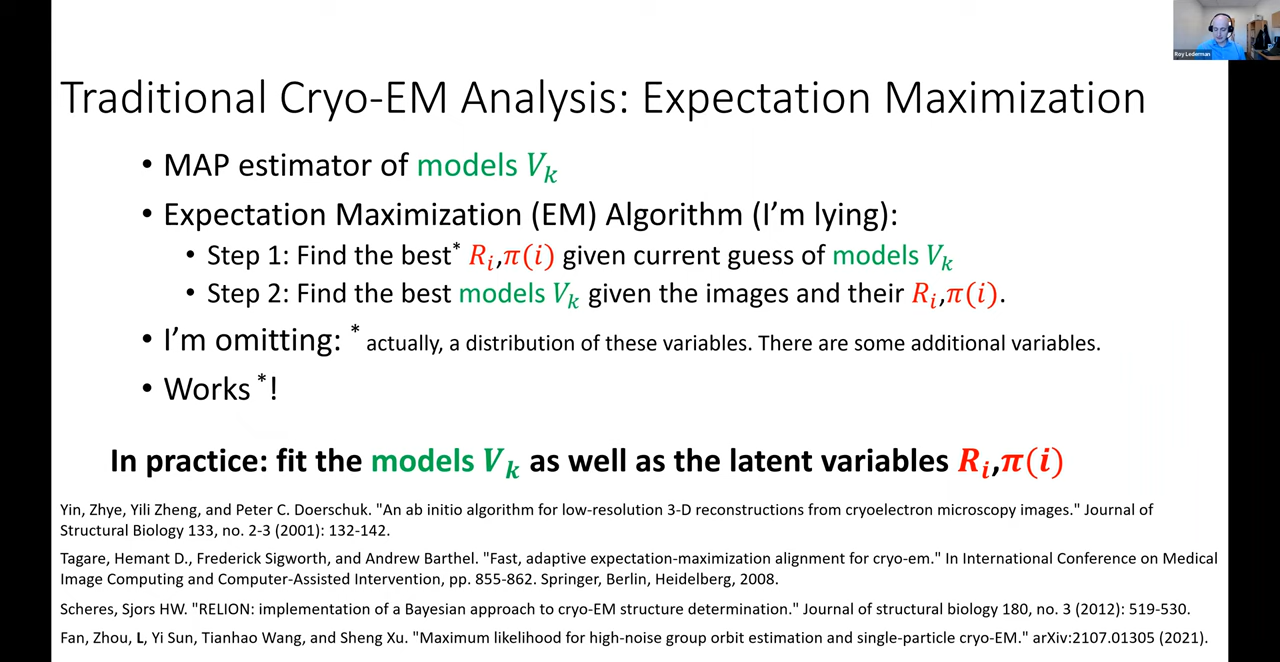 Roy Lederman
Traditional Cryo-EM Analysis: Expectation Maximization
• MAP estimator of models Vₖ
• Expectation Maximization (EM) Algorithm (I’m lying):
• Step 1: Find the best* Rᵢ,π(i) given current guess of models Vₖ
• Step 2: Find the best models Vₖ given the images and their Rᵢ,π(i).
• I’m omitting: * actually, a distribution of these variables. There are some additional variables.
• Works *!
In practice: fit the models Vₖ as well as the latent variables Rᵢ,π(i)
Yin, Zhye, Yili Zheng, and Peter C. Doerschuk. "An ab initio algorithm for low-resolution 3-D reconstructions from cryoelectron microscopy images." Journal of
Structural Biology 133, no. 2-3 (2001): 132-142.
Tagare, Hemant D., Frederick Sigworth, and Andrew Barthel. "Fast, adaptive expectation-maximization alignment for cryo-em." In International Conference on Medical
Image Computing and Computer-Assisted Intervention, pp. 855-862. Springer, Berlin, Heidelberg, 2008.
Scheres, Sjors HW. "RELION: implementation of a Bayesian approach to cryo-EM structure determination." Journal of structural biology 180, no. 3 (2012): 519-530.
Fan, Zhou, L, Yi Sun, Tianhao Wang, and Sheng Xu. "Maximum likelihood for high-noise group orbit estimation and single-particle cryo-EM." arXiv:2107.01305 (2021).